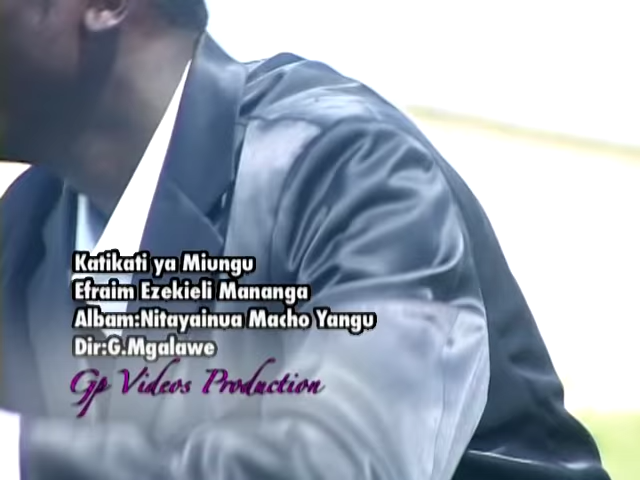 Katikati ya Miungu
Efraim Ezekieli Mananga
Albam:Nitayainua Macho Yangu
Dir:G.Mgalawe
Gp Videos Production